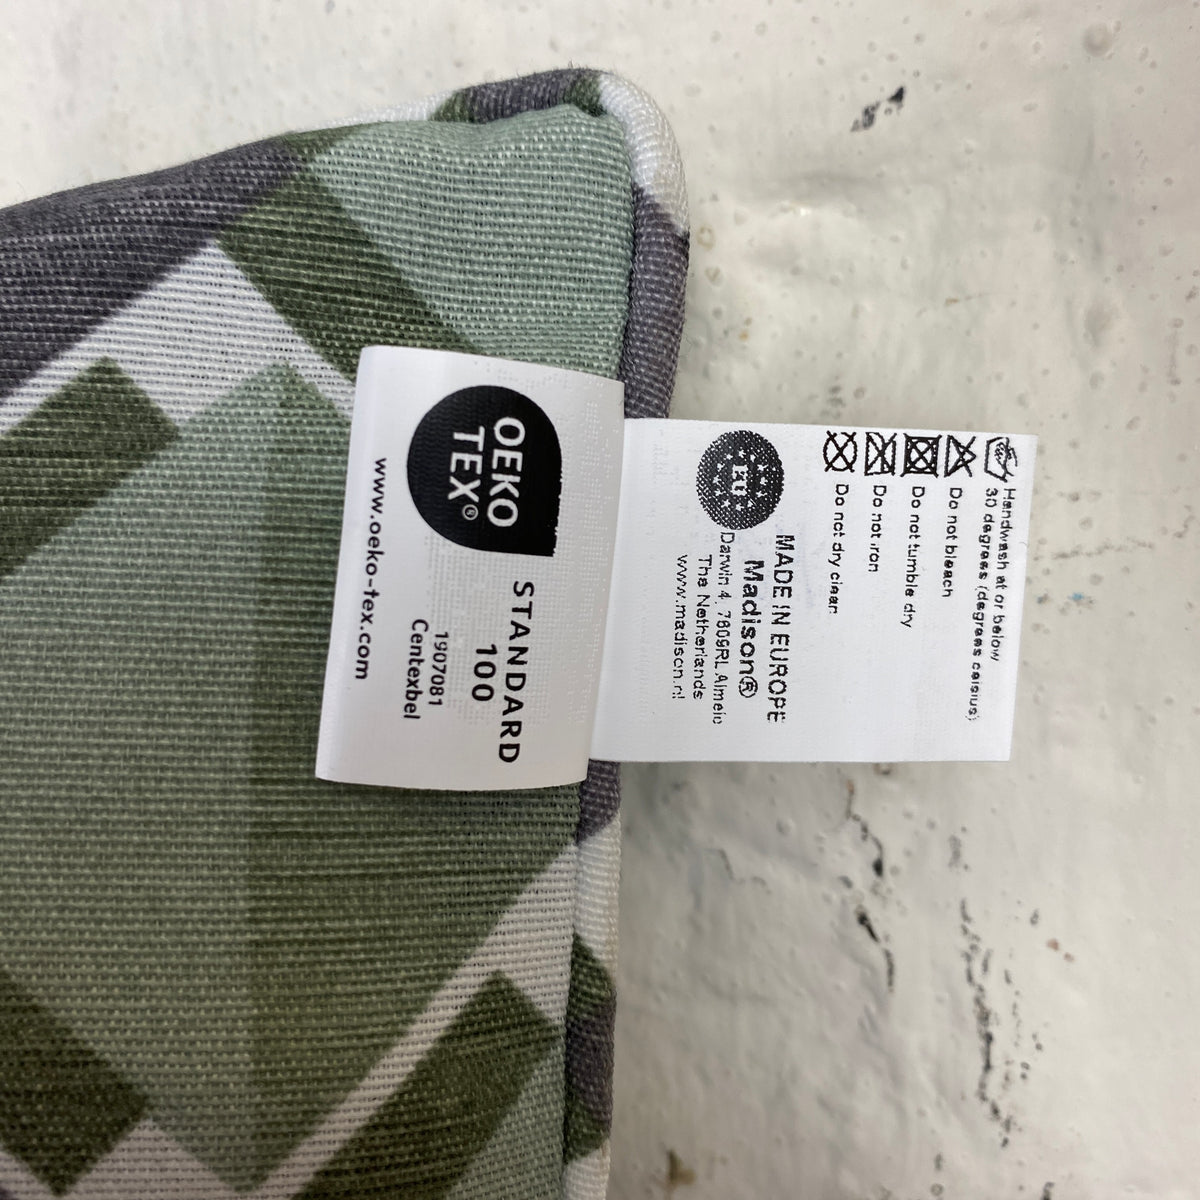 OEKO
TEX®
STANDARD
100
1907081
Centexbel
www.oeko-tex.com
Handwash at or below
30 degrees (degrees celsius)
Do not bleach
Do not tumble dry
Do not iron
Do not dry clean
EU
MADE IN EUROPE
Madison®
Darwin 4, 7609RL Almelo
The Netherlands
www.madison.nl